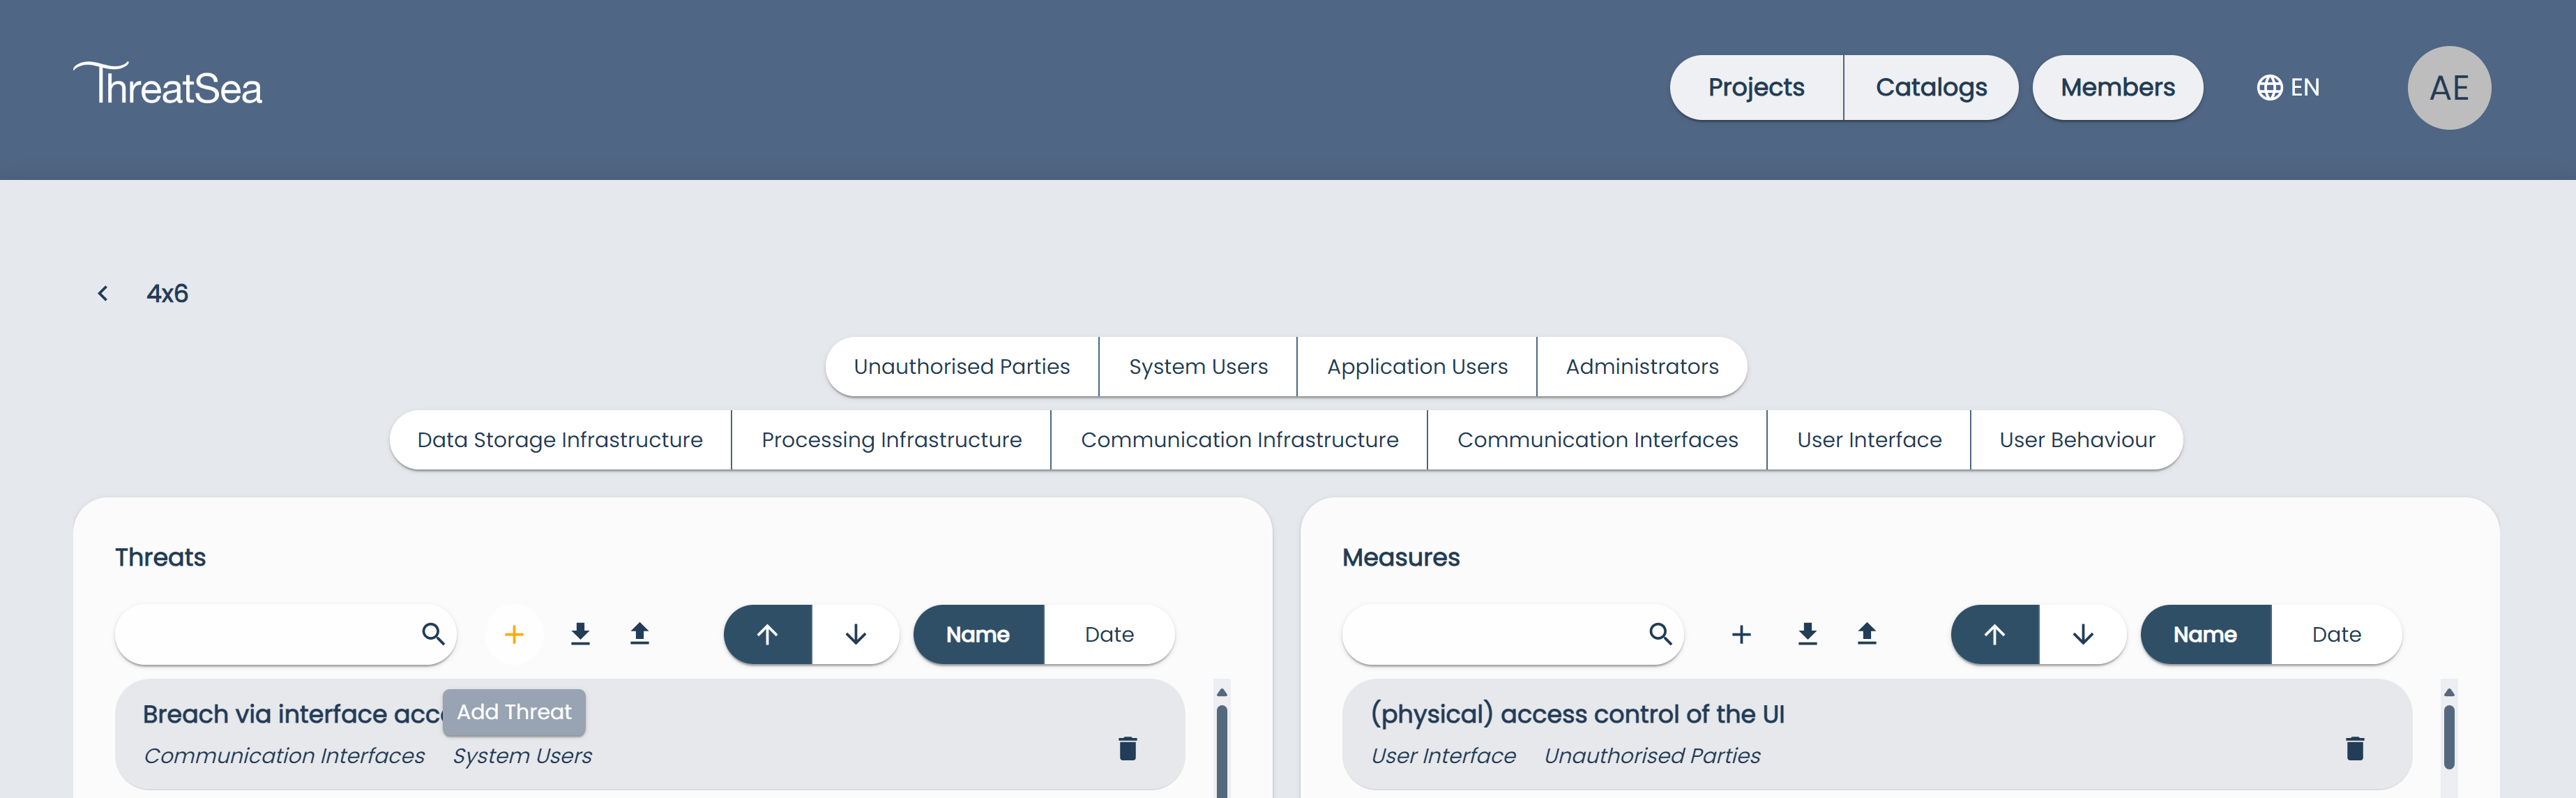 ThreatSea
Projects Catalogs Members EN AE
4x6
Unauthorised Parties System Users Application Users Administrators
Data Storage Infrastructure Processing Infrastructure Communication Infrastructure Communication Interfaces User Interface User Behaviour
Threats
Name Date
Breach via interface acc
Add Threat
Communication Interfaces System Users
Measures
Name Date
(physical) access control of the UI
User Interface Unauthorised Parties